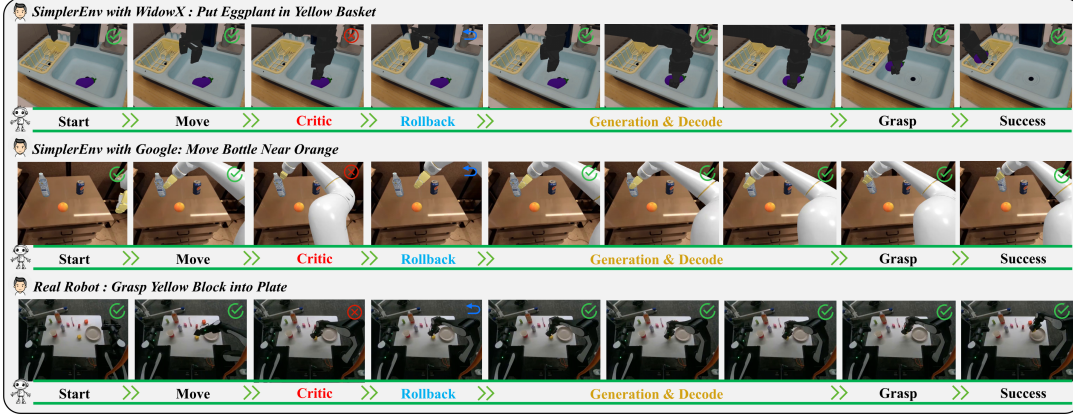 SimplerEnv with WidowX : Put Eggplant in Yellow Basket
Start Move Critic Rollback Generation & Decode Grasp Success
SimplerEnv with Google: Move Bottle Near Orange
Start Move Critic Rollback Generation & Decode Grasp Success
Real Robot : Grasp Yellow Block into Plate
Start Move Critic Rollback Generation & Decode Grasp Success